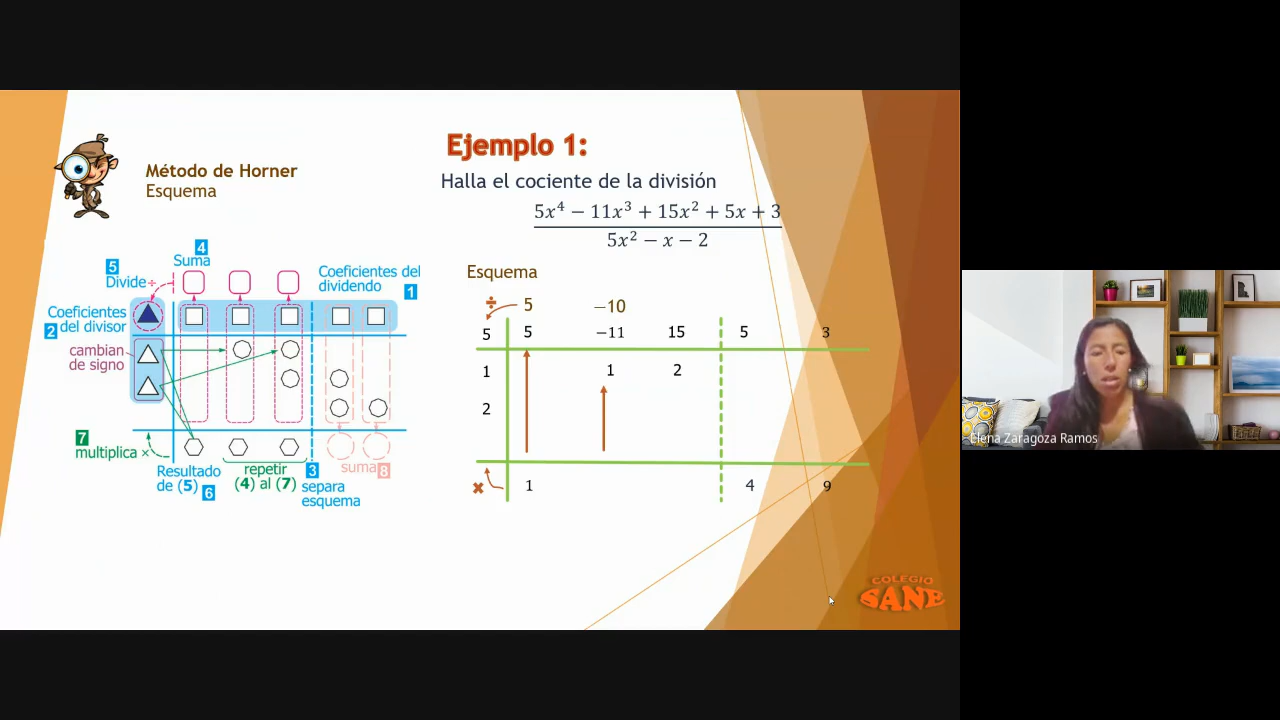 Método de Horner
Esquema
4
Suma
5
Divide÷
Coeficientes del
dividendo
1
Coeficientes
2 del divisor
cambian
de signo
7
multiplica ×
Resultado
de (5) 6
repetir
(4) al (7)
3
separa
esquema
suma 8
Ejemplo 1:
Halla el cociente de la división
5x⁴ − 11x³ + 15x² + 5x + 3
5x² − x − 2
Esquema
÷ 5 −10
5 5 −11 15 5 3
1 1 2
2
× 1 4 9
COLEGIO
SANE
Elena Zaragoza Ramos